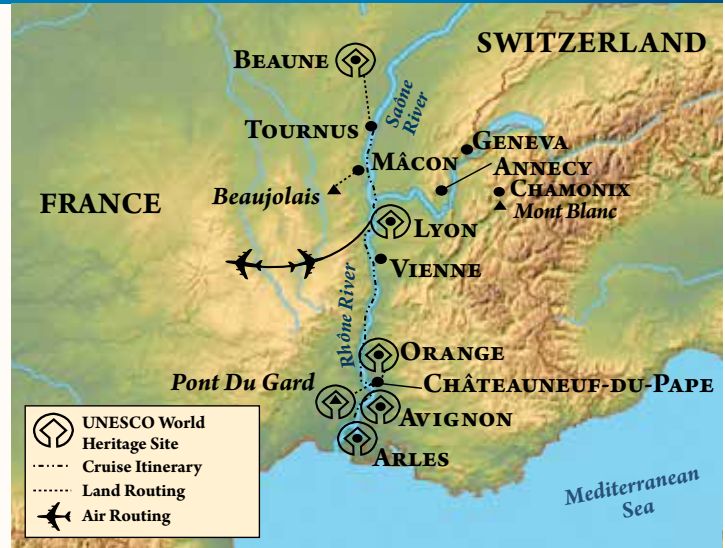 SWITZERLAND
BEAUNE
Saône
River
TOURNUS
GENEVA
MÂCON
ANNECY
Beaujolais
CHAMONIX
Mont Blanc
FRANCE
LYON
VIENNE
Rhône River
ORANGE
Pont Du Gard
CHÂTEAUNEUF-DU-PAPE
AVIGNON
ARLES
Mediterranean
Sea
UNESCO World
Heritage Site
Cruise Itinerary
Land Routing
Air Routing